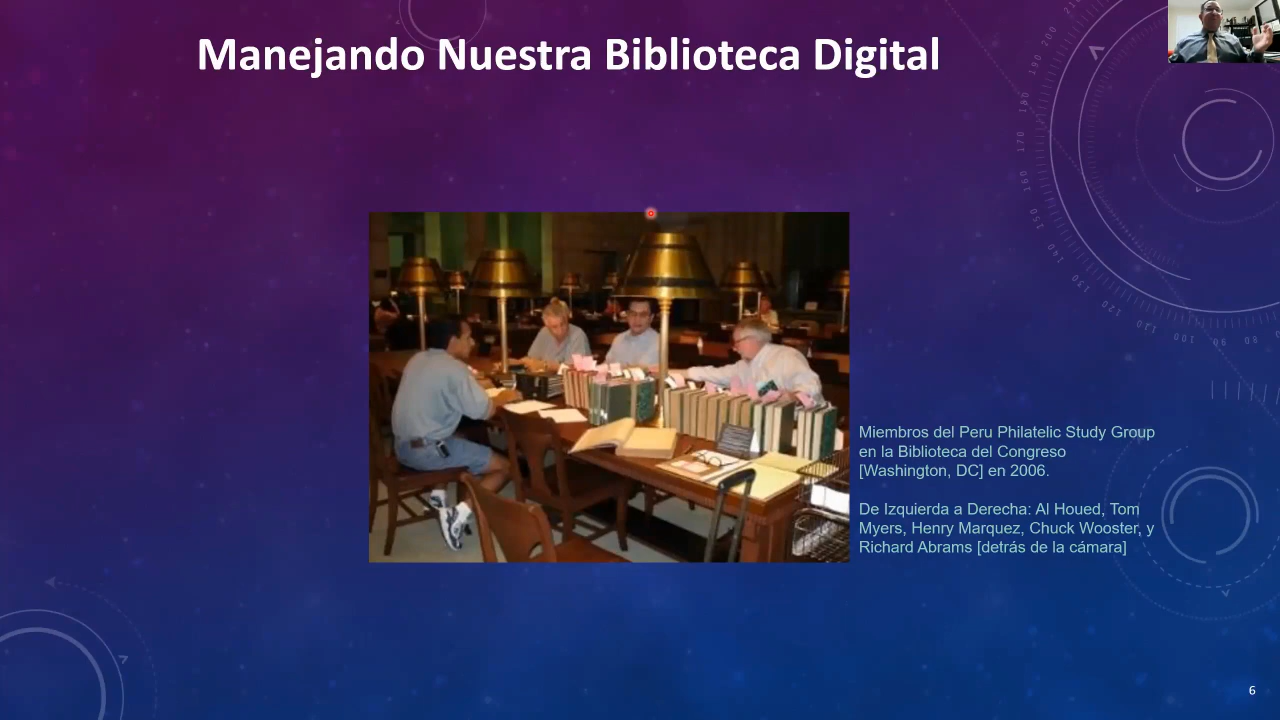 Manejando Nuestra Biblioteca Digital
Miembros del Peru Philatelic Study Group
en la Biblioteca del Congreso
[Washington, DC] en 2006.
De Izquierda a Derecha: Al Houed, Tom
Myers, Henry Marquez, Chuck Wooster, y
Richard Abrams [detrás de la cámara]
6